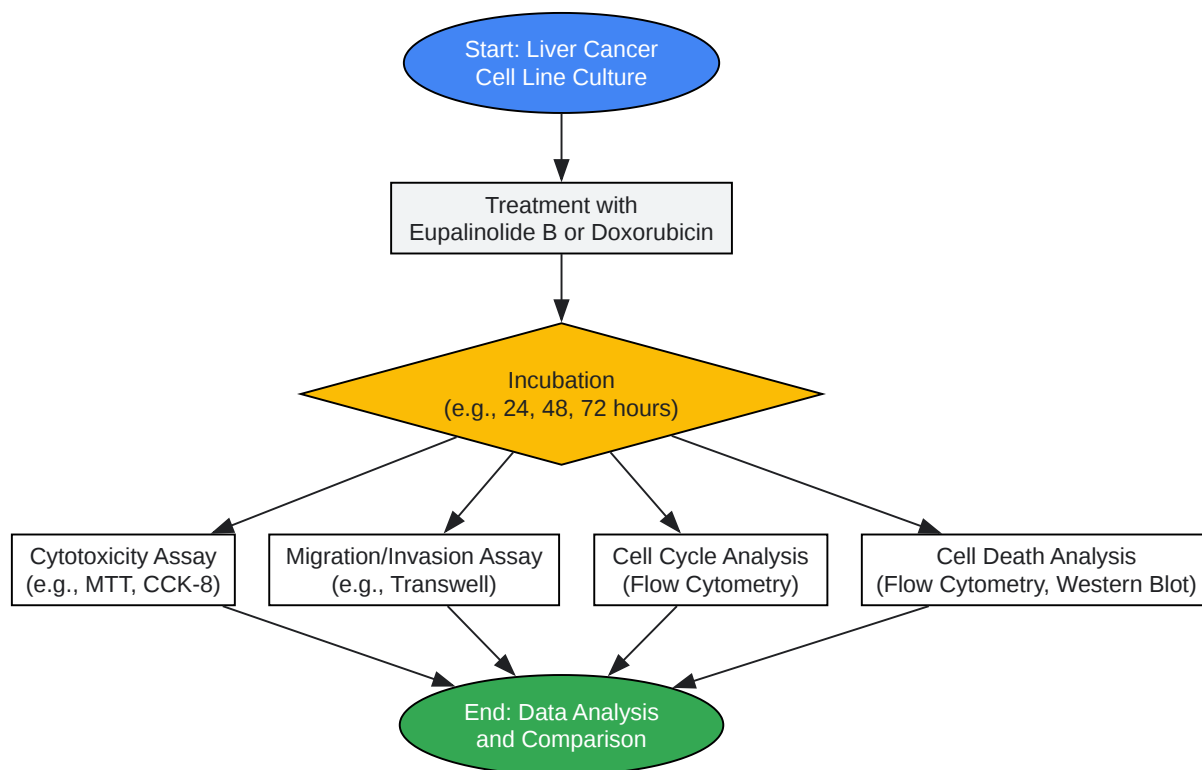 Start: Liver Cancer
Cell Line Culture
Treatment with
Eupalinolide B or Doxorubicin
Incubation
(e.g., 24, 48, 72 hours)
Cytotoxicity Assay
(e.g., MTT, CCK-8)
Migration/Invasion Assay
(e.g., Transwell)
Cell Cycle Analysis
(Flow Cytometry)
Cell Death Analysis
(Flow Cytometry, Western Blot)
End: Data Analysis
and Comparison